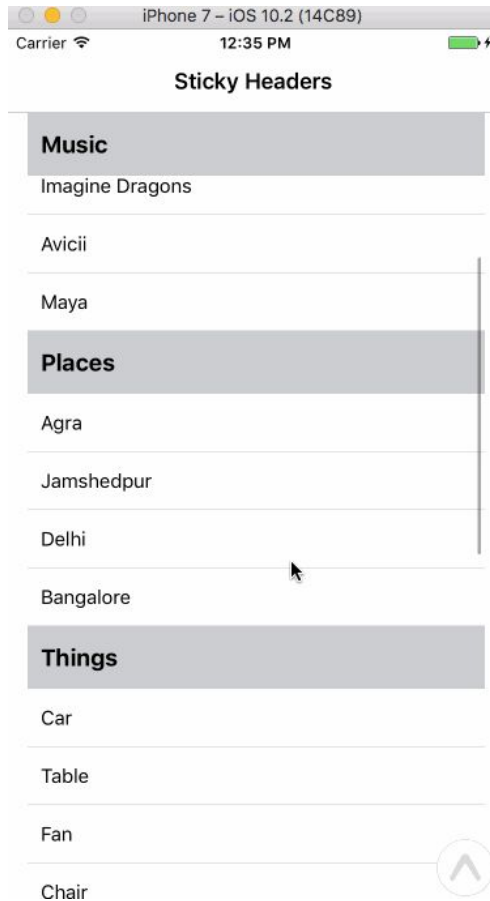 iPhone 7 – iOS 10.2 (14C89)
Carrier 12:35 PM
Sticky Headers
Music
Imagine Dragons
Avicii
Maya
Places
Agra
Jamshedpur
Delhi
Bangalore
Things
Car
Table
Fan
Chair